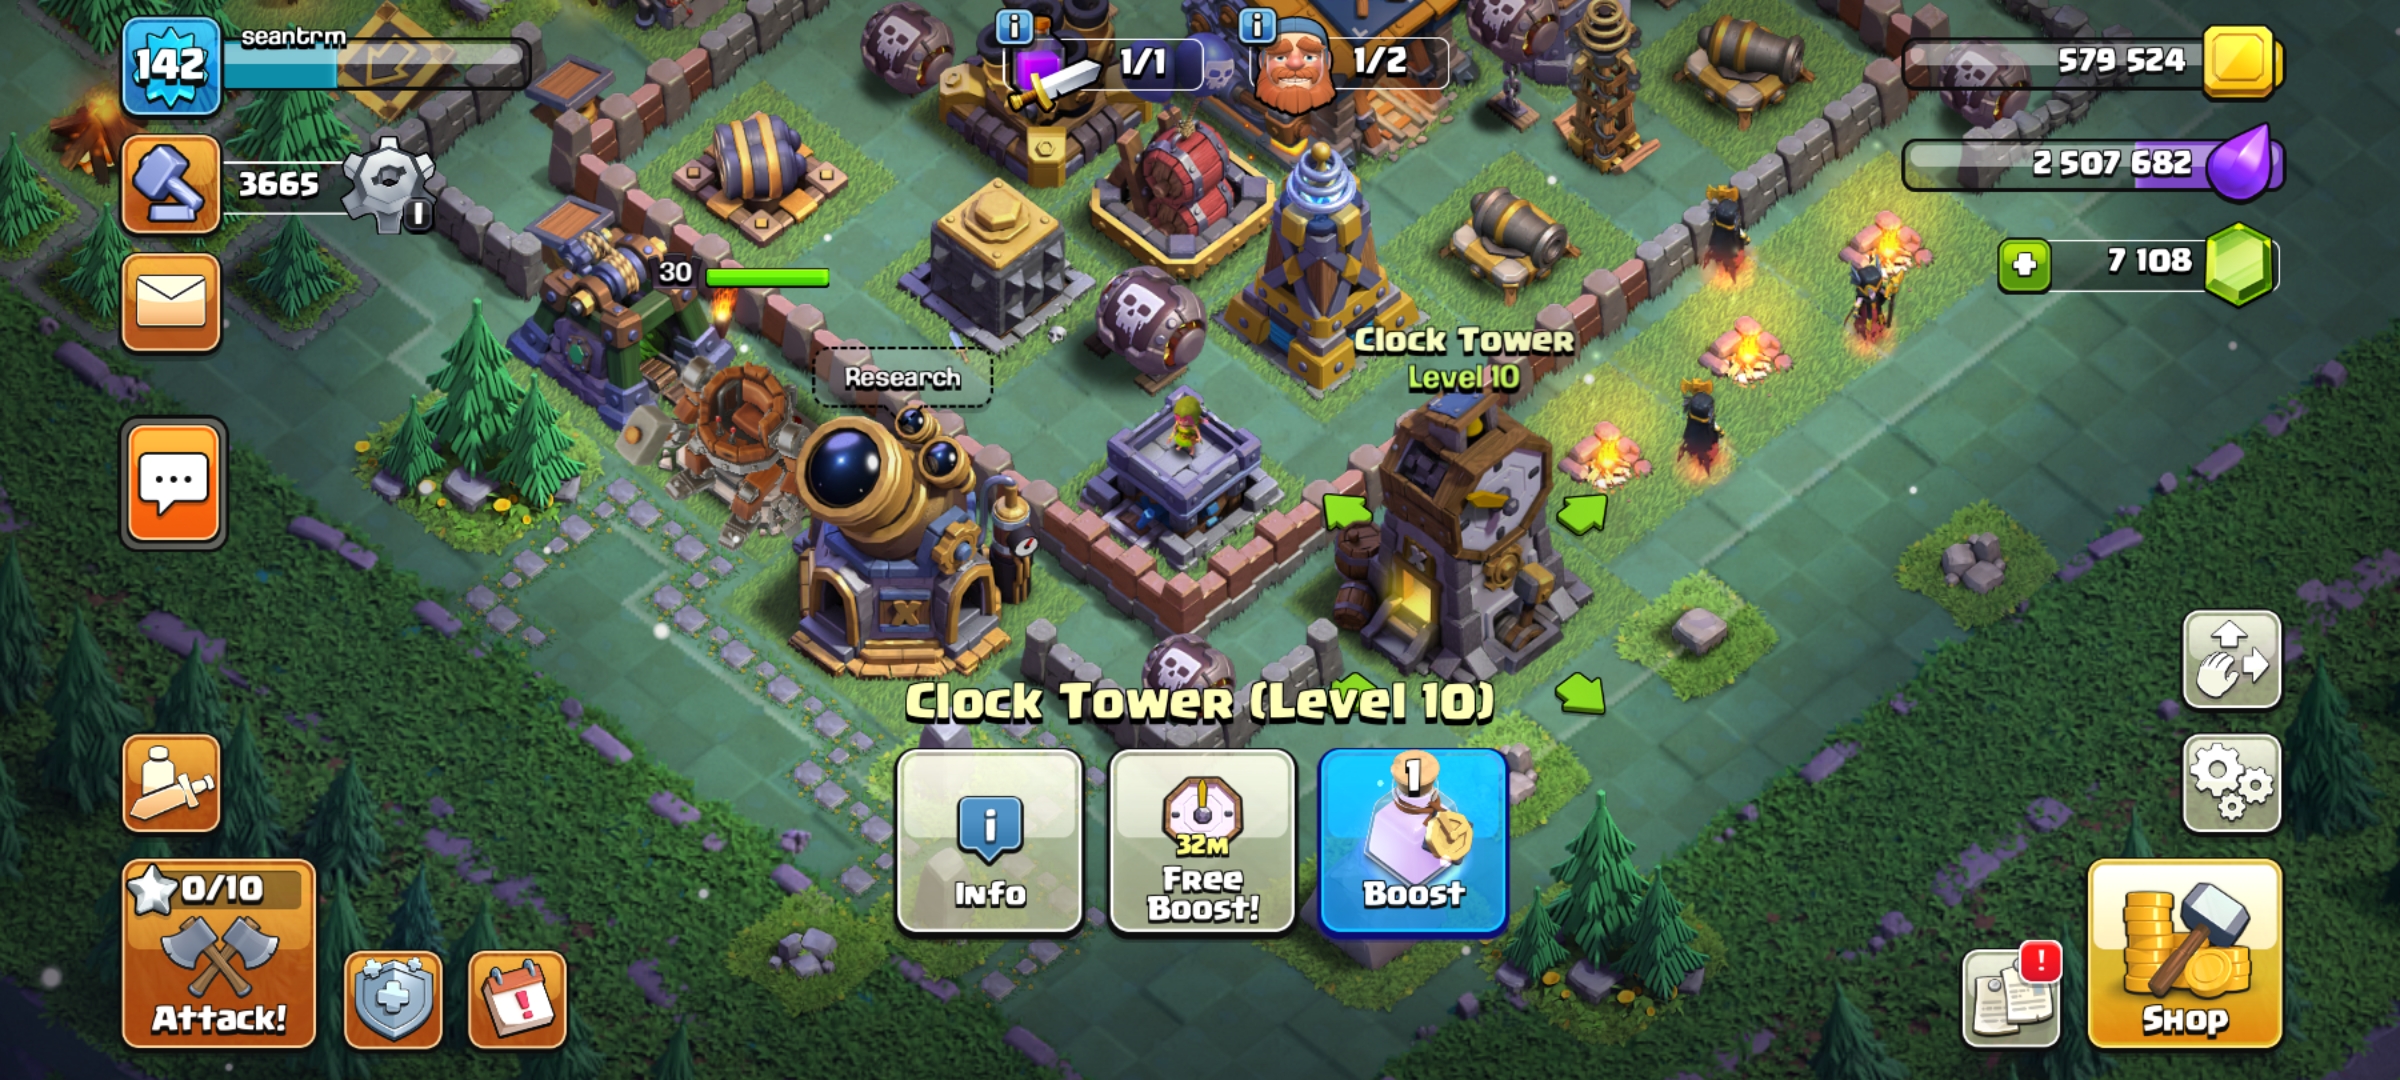 142
seantrm
1/1
1/2
579 524
3665
I
2 507 682
7 108
30
Research
Clock Tower
Level 10
Clock Tower (Level 10)
1
32M
Info
Free
Boost!
Boost
0/10
Attack!
!
Shop